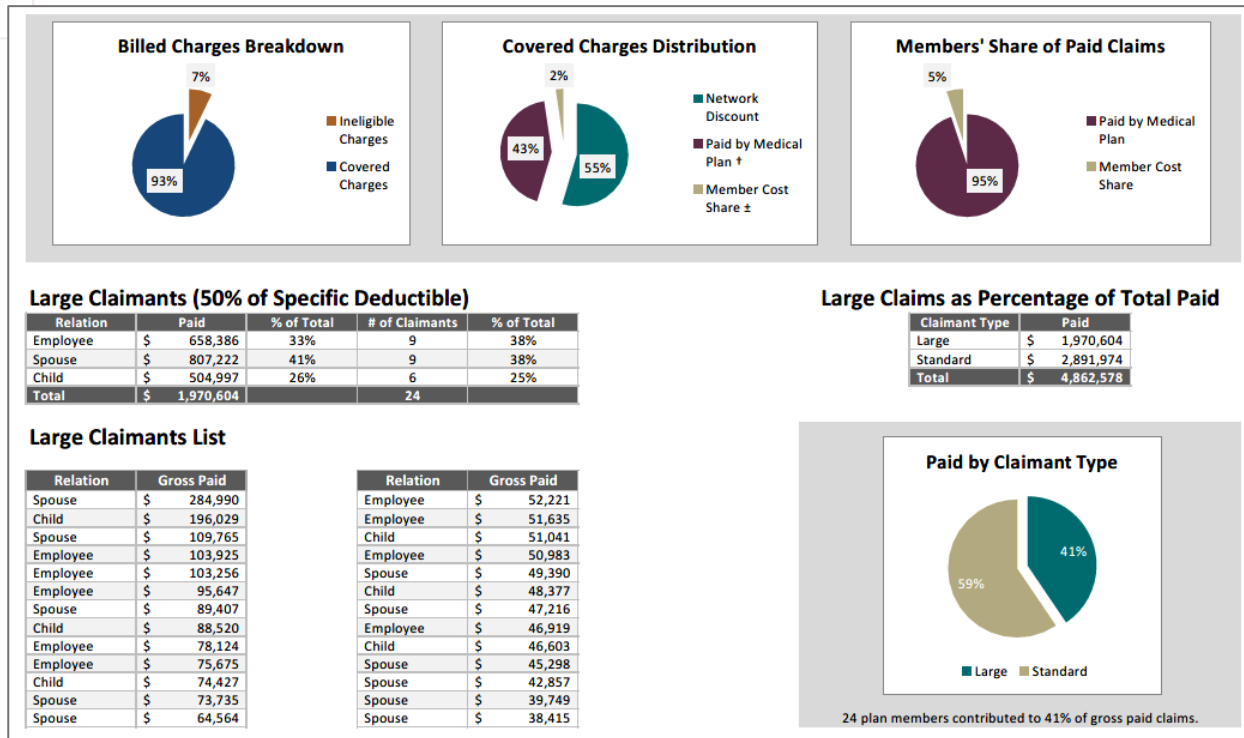 Billed Charges Breakdown
7%
93%
Ineligible
Charges
Covered
Charges
Covered Charges Distribution
2%
43%
55%
Network
Discount
Paid by Medical
Plan †
Member Cost
Share ±
Members' Share of Paid Claims
5%
95%
Paid by Medical
Plan
Member Cost
Share
Large Claimants (50% of Specific Deductible)
Relation Paid % of Total # of Claimants % of Total
Employee $ 658,386 33% 9 38%
Spouse $ 807,222 41% 9 38%
Child $ 504,997 26% 6 25%
Total $ 1,970,604 24
Large Claims as Percentage of Total Paid
Claimant Type Paid
Large $ 1,970,604
Standard $ 2,891,974
Total $ 4,862,578
Large Claimants List
Relation Gross Paid
Spouse $ 284,990
Child $ 196,029
Spouse $ 109,765
Employee $ 103,925
Employee $ 103,256
Employee $ 95,647
Spouse $ 89,407
Child $ 88,520
Employee $ 78,124
Employee $ 75,675
Child $ 74,427
Spouse $ 73,735
Spouse $ 64,564
Relation Gross Paid
Employee $ 52,221
Employee $ 51,635
Child $ 51,041
Employee $ 50,983
Spouse $ 49,390
Child $ 48,377
Spouse $ 47,216
Employee $ 46,919
Child $ 46,603
Spouse $ 45,298
Spouse $ 42,857
Spouse $ 39,749
Spouse $ 38,415
Paid by Claimant Type
41%
59%
Large Standard
24 plan members contributed to 41% of gross paid claims.